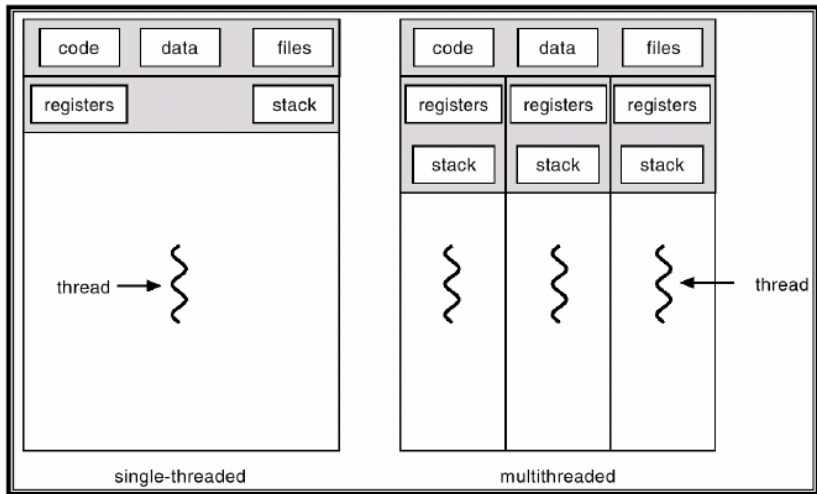 code data files
registers stack
thread
single-threaded
code data files
registers registers registers
stack stack stack
thread
multithreaded